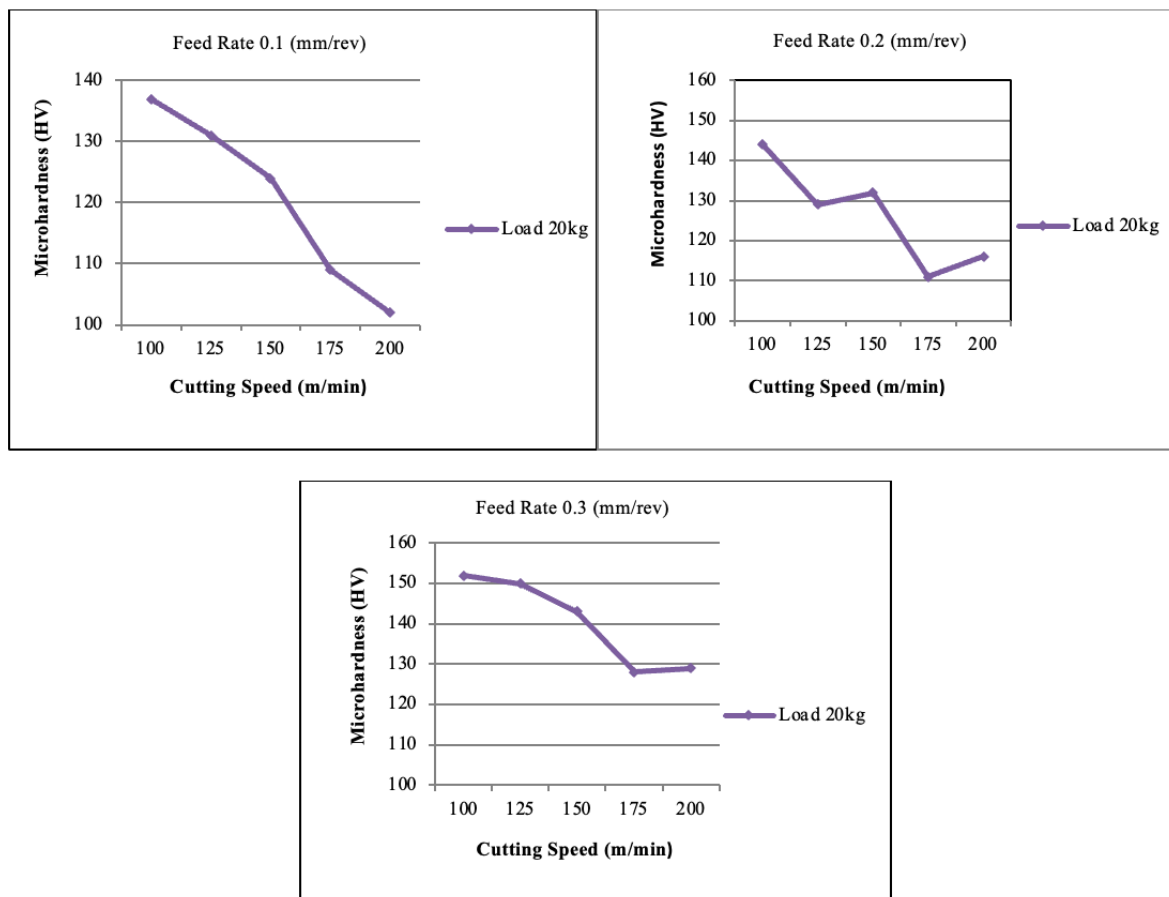 Feed Rate 0.1 (mm/rev)
140
130
120
110
100
Microhardness (HV)
100 125 150 175 200
Cutting Speed (m/min)
Load 20kg
Feed Rate 0.2 (mm/rev)
160
150
140
130
120
110
100
Microhardness (HV)
100 125 150 175 200
Cutting Speed (m/min)
Load 20kg
Feed Rate 0.3 (mm/rev)
160
150
140
130
120
110
100
Microhardness (HV)
100 125 150 175 200
Cutting Speed (m/min)
Load 20kg